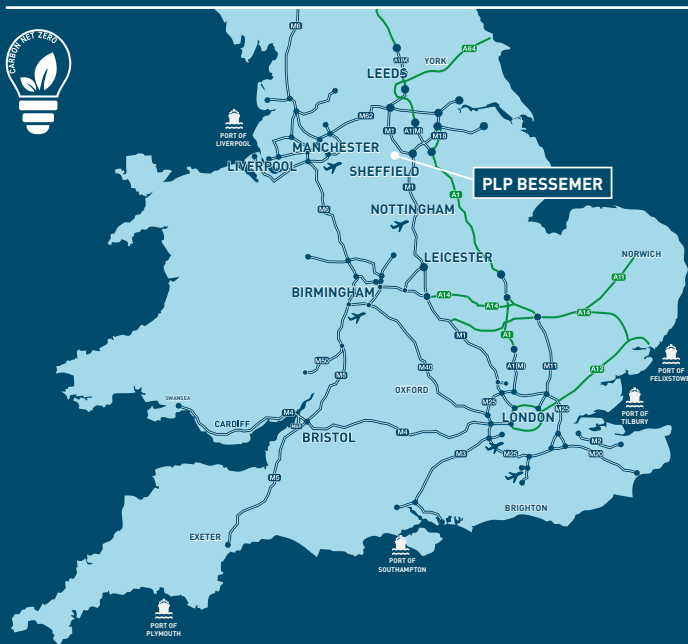 CARBON NET ZERO
M6
A64
YORK
A1(M)
LEEDS
M62
M1
A1(M)
M18
PORT OF
LIVERPOOL
MANCHESTER
LIVERPOOL
SHEFFIELD
PLP BESSEMER
M1
A1
M6
NOTTINGHAM
LEICESTER
NORWICH
A11
BIRMINGHAM
A14
A14
A14
M1
A1
M50
M5
M40
A1(M)
M11
A12
PORT OF
FELIXSTOWE
OXFORD
SWANSEA
M25
M25
PORT OF
TILBURY
M4
CARDIFF
LONDON
BRISTOL
M4
M2
M3
M25
M20
M5
BRIGHTON
EXETER
PORT OF
SOUTHAMPTON
PORT OF
PLYMOUTH